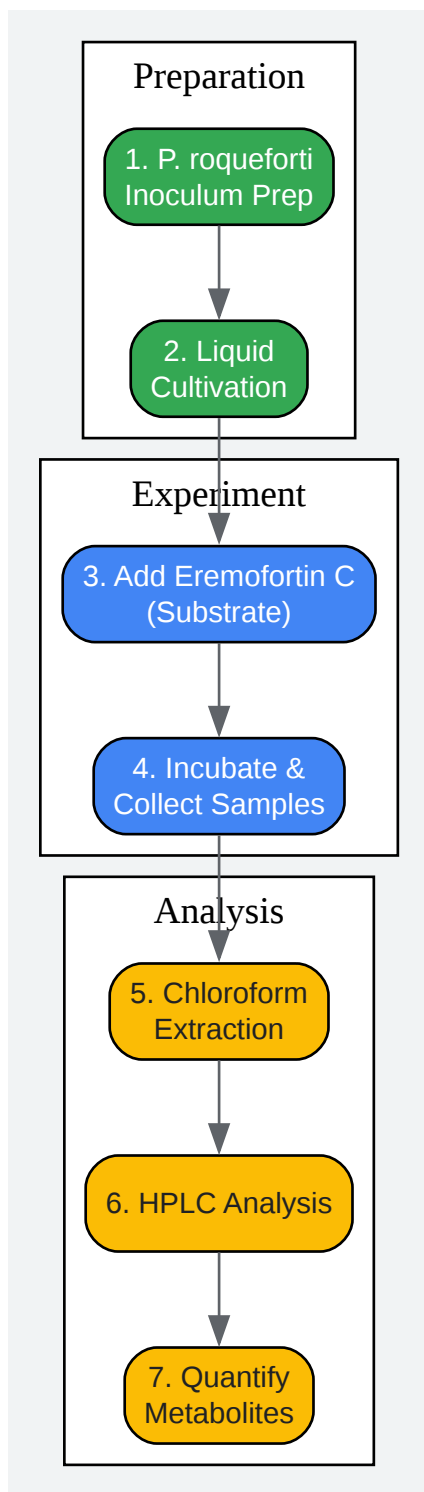 Preparation
1. P. roqueforti
Inoculum Prep
2. Liquid
Cultivation
Experiment
3. Add Eremofortin C
(Substrate)
4. Incubate &
Collect Samples
Analysis
5. Chloroform
Extraction
6. HPLC Analysis
7. Quantify
Metabolites